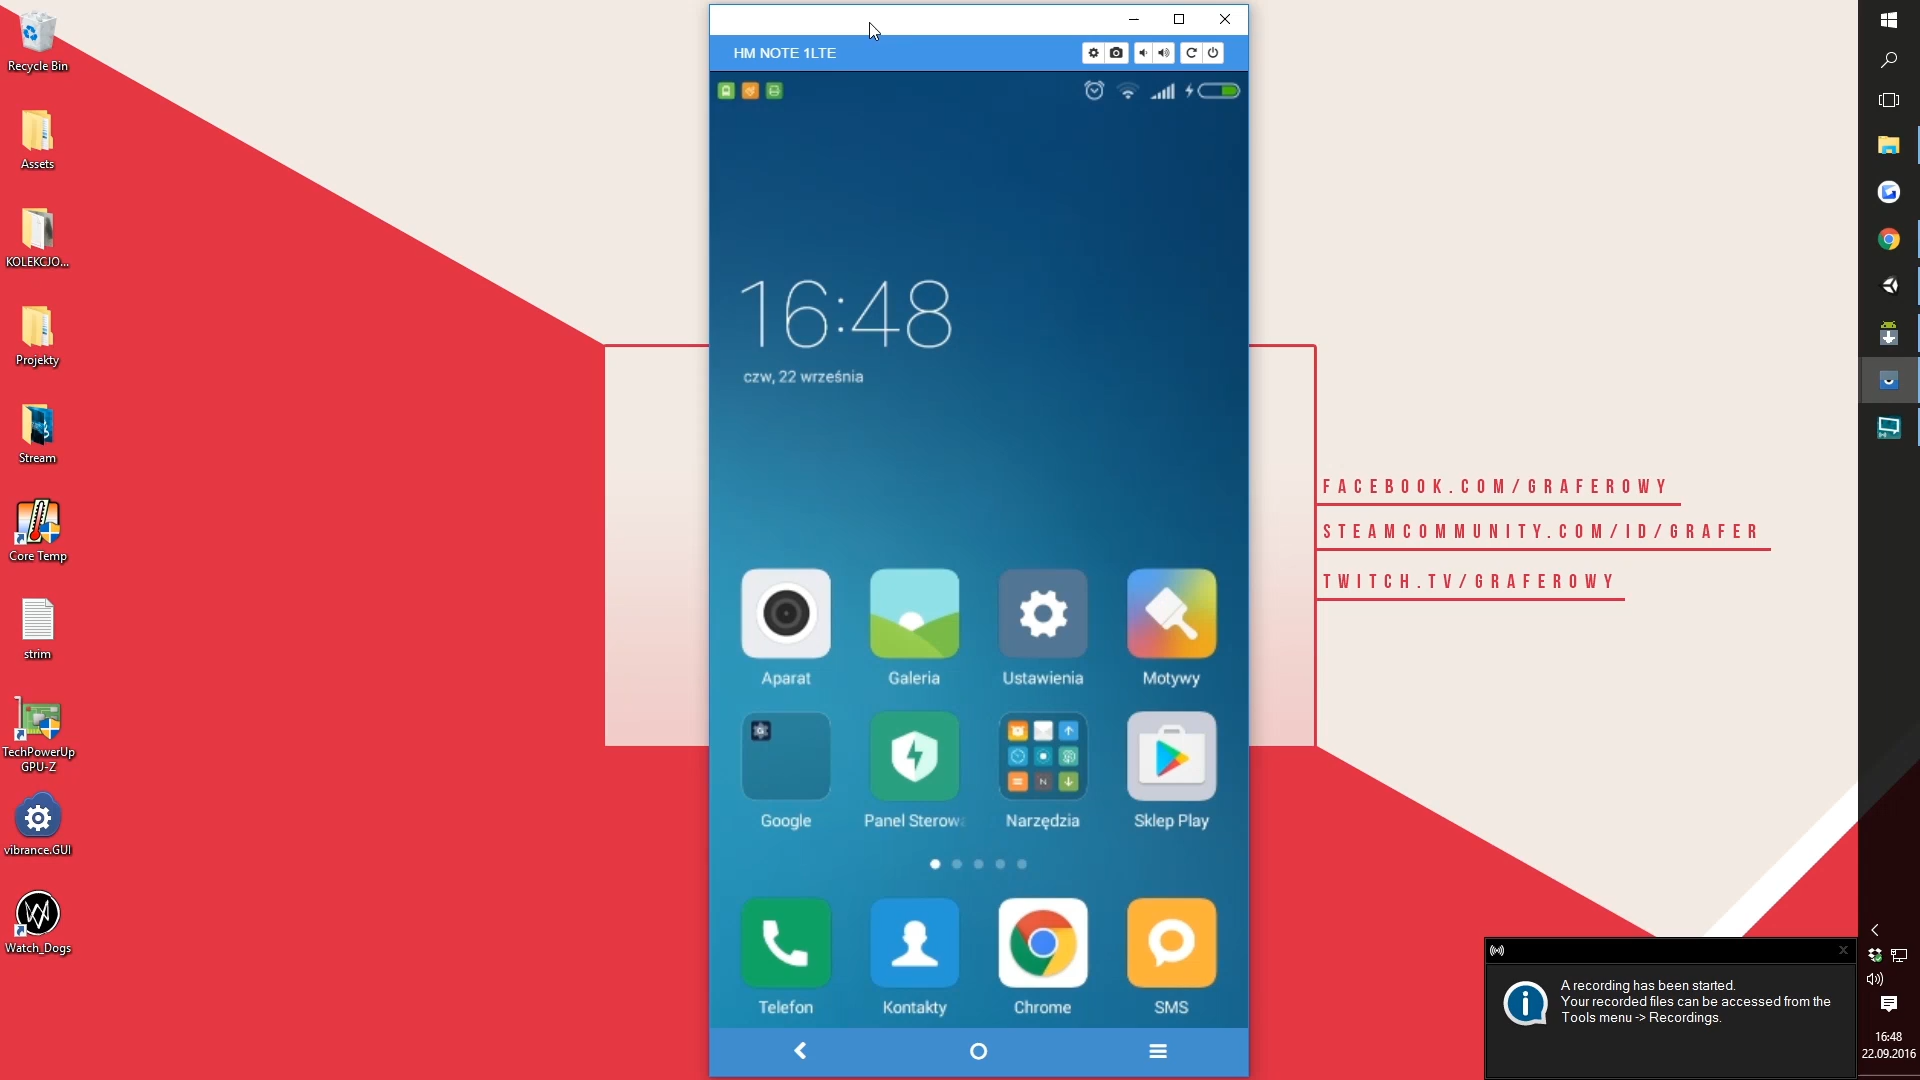 Recycle Bin
Assets
KOLEKCJO...
Projekty
Stream
Core Temp
strim
TechPowerUp
GPU-Z
vibrance.GUI
Watch_Dogs
HM NOTE 1LTE
16:48
czw, 22 września
Aparat
Galeria
Ustawienia
Motywy
Google
Panel Sterow
Narzędzia
Sklep Play
Telefon
Kontakty
Chrome
SMS
FACEBOOK.COM/GRAFEROWY
STEAMCOMMUNITY.COM/ID/GRAFER
TWITCH.TV/GRAFEROWY
A recording has been started.
Your recorded files can be accessed from the
Tools menu -> Recordings.
16:48
22.09.2016